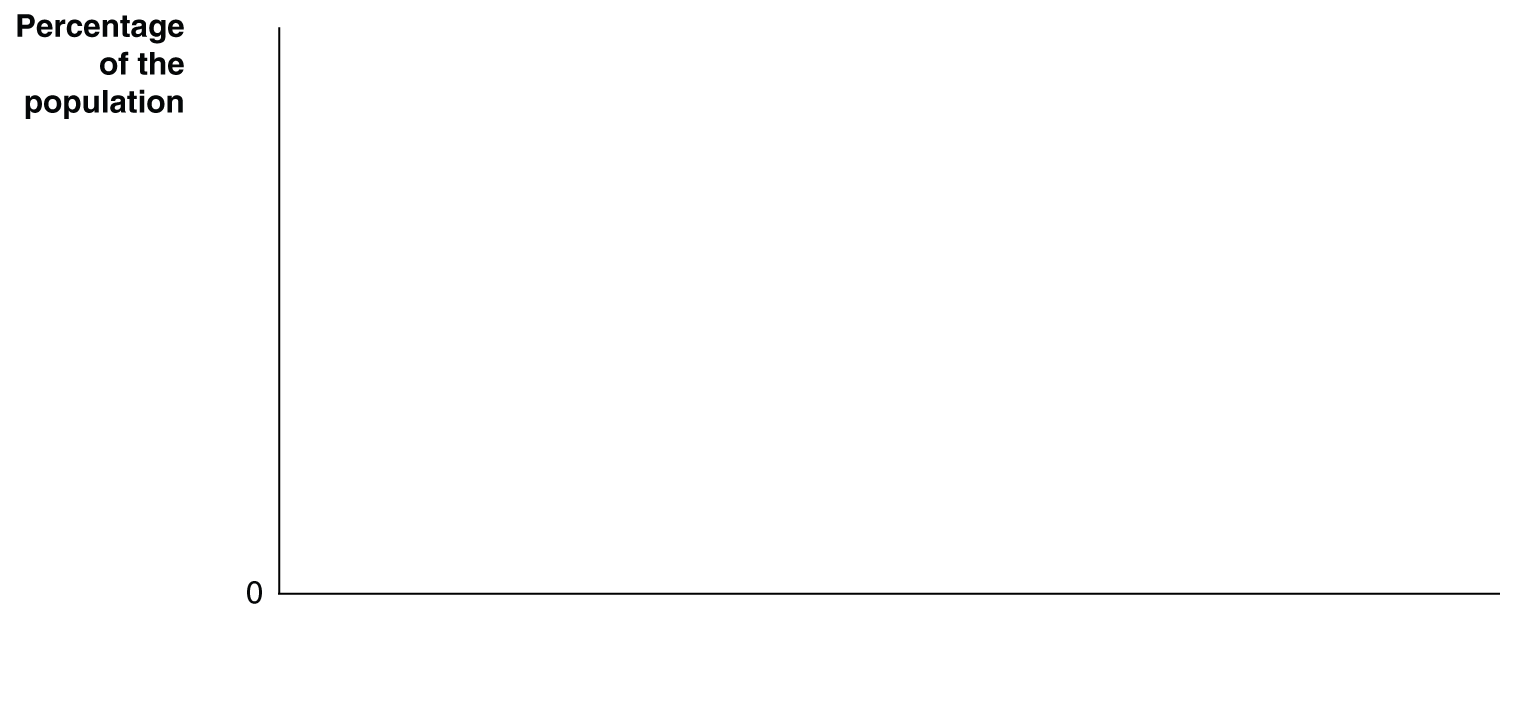 Percentage
of the
population
0